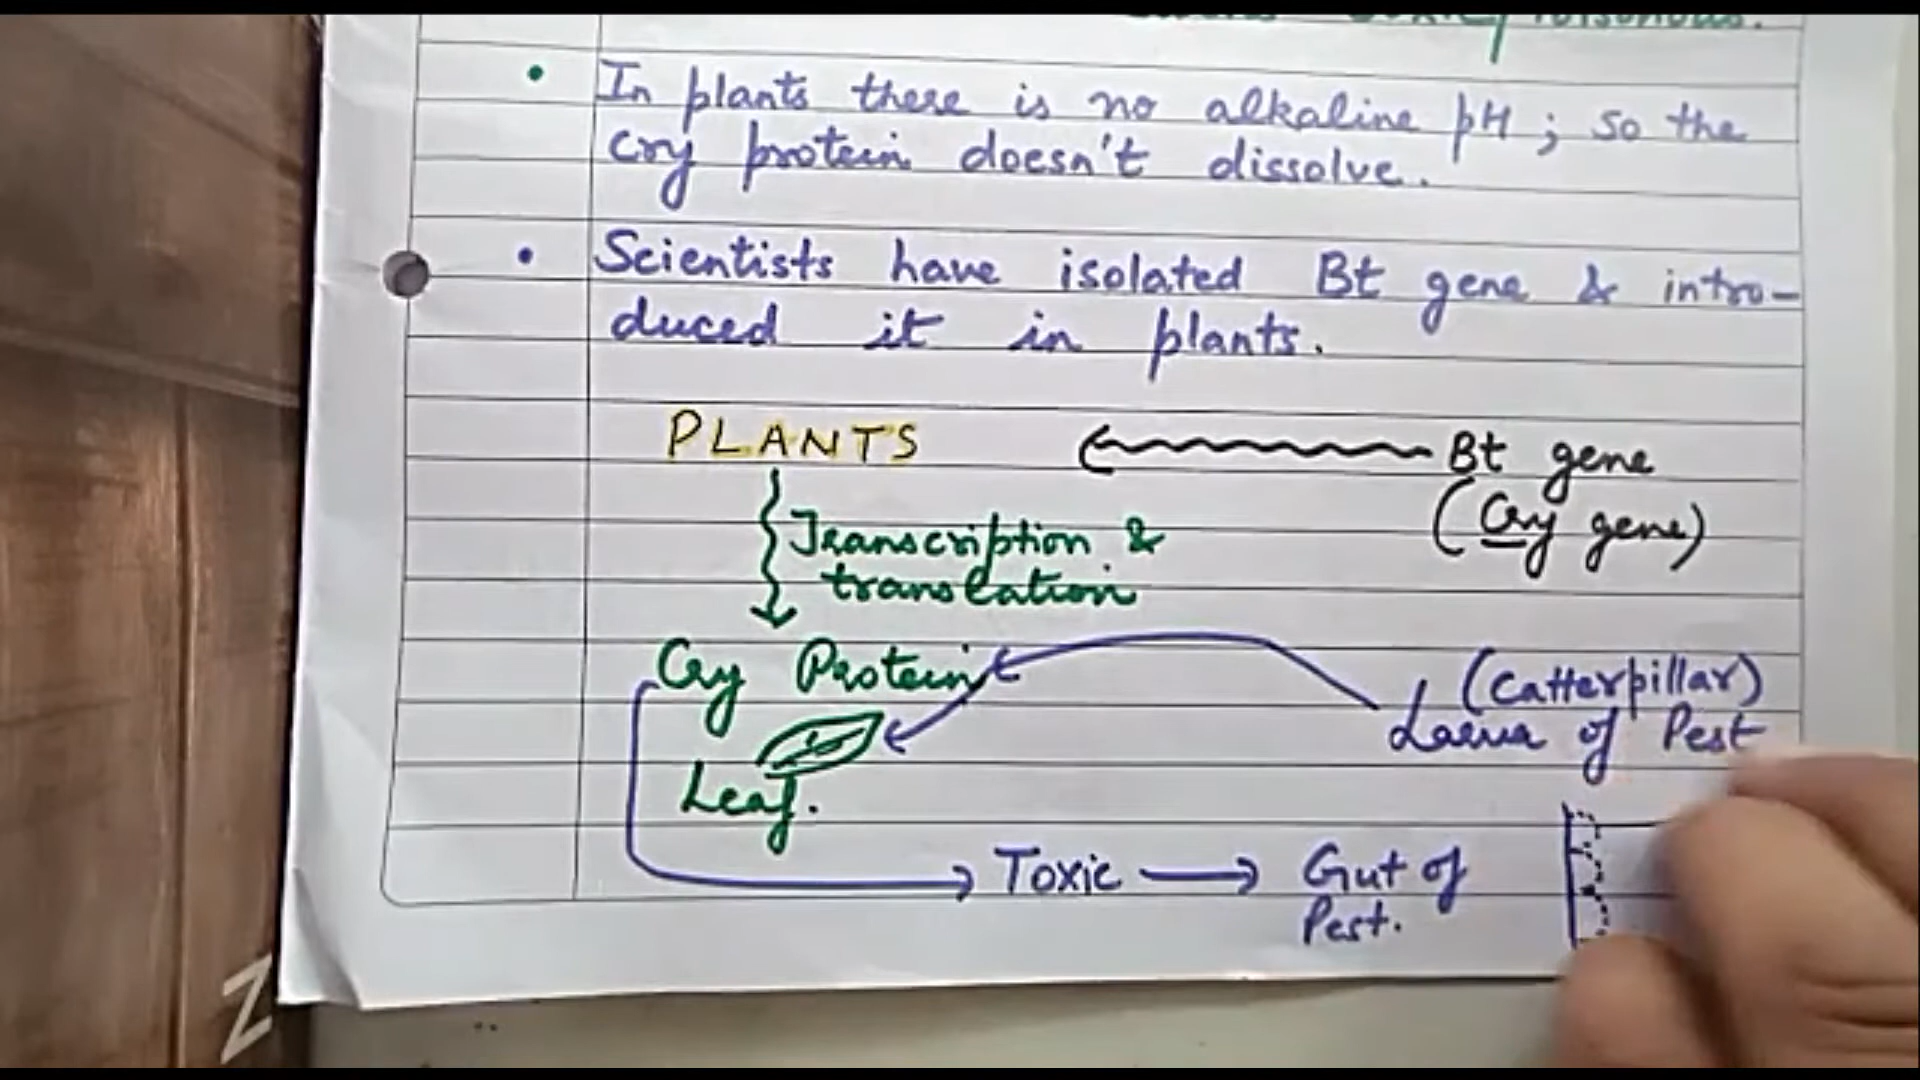 In plants there is no alkaline pH ; so the
cry protein doesn't dissolve.
Scientists have isolated Bt gene & intro-
duced it in plants.
PLANTS
Bt gene
(Cry gene)
Transcription &
translation
Cry Protein
(Catterpillar)
Larva of Pest
Leaf.
Toxic
Gut of
Pest.
Z